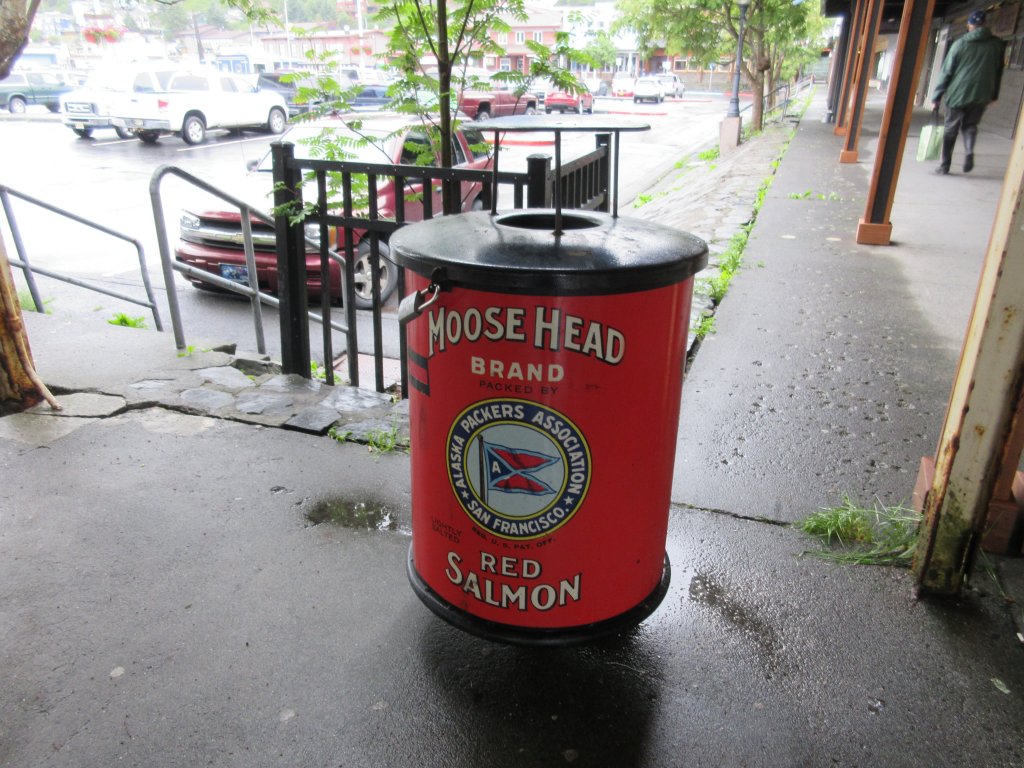 MOOSE HEAD
BRAND
PACKED BY
ALASKA PACKERS ASSOCIATION
A
★ SAN FRANCISCO. ★
REG. U. S. PAT. OFF.
LIGHTLY
SALTED
RED
SALMON